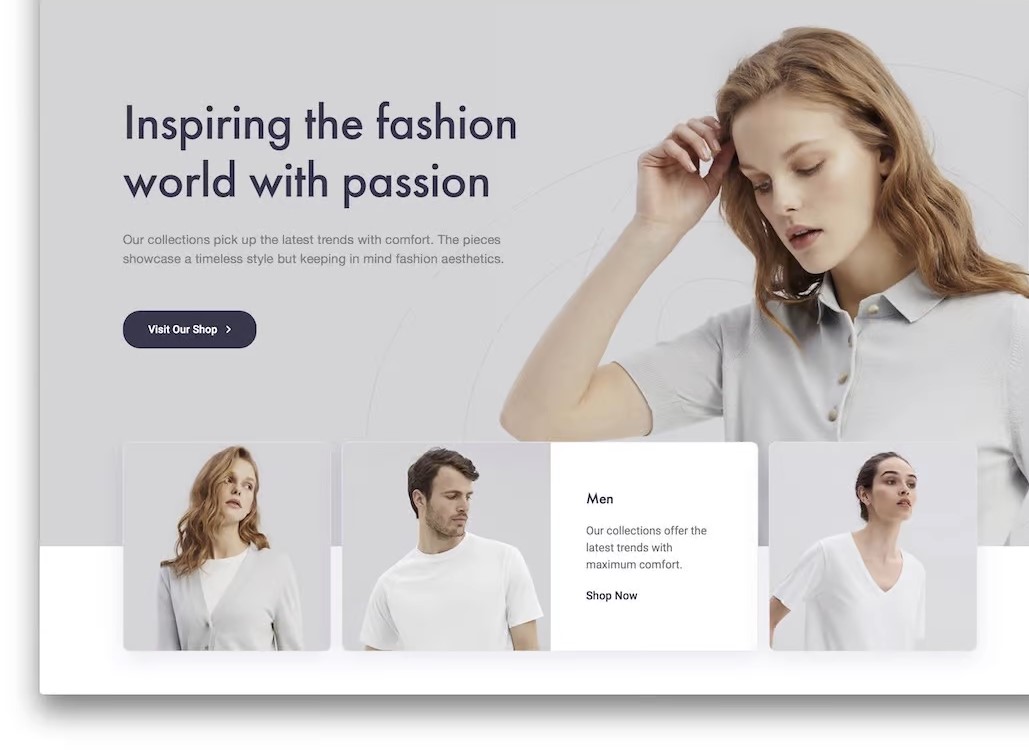 Inspiring the fashion
world with passion
Our collections pick up the latest trends with comfort. The pieces
showcase a timeless style but keeping in mind fashion aesthetics.
Visit Our Shop
Men
Our collections offer the
latest trends with
maximum comfort.
Shop Now